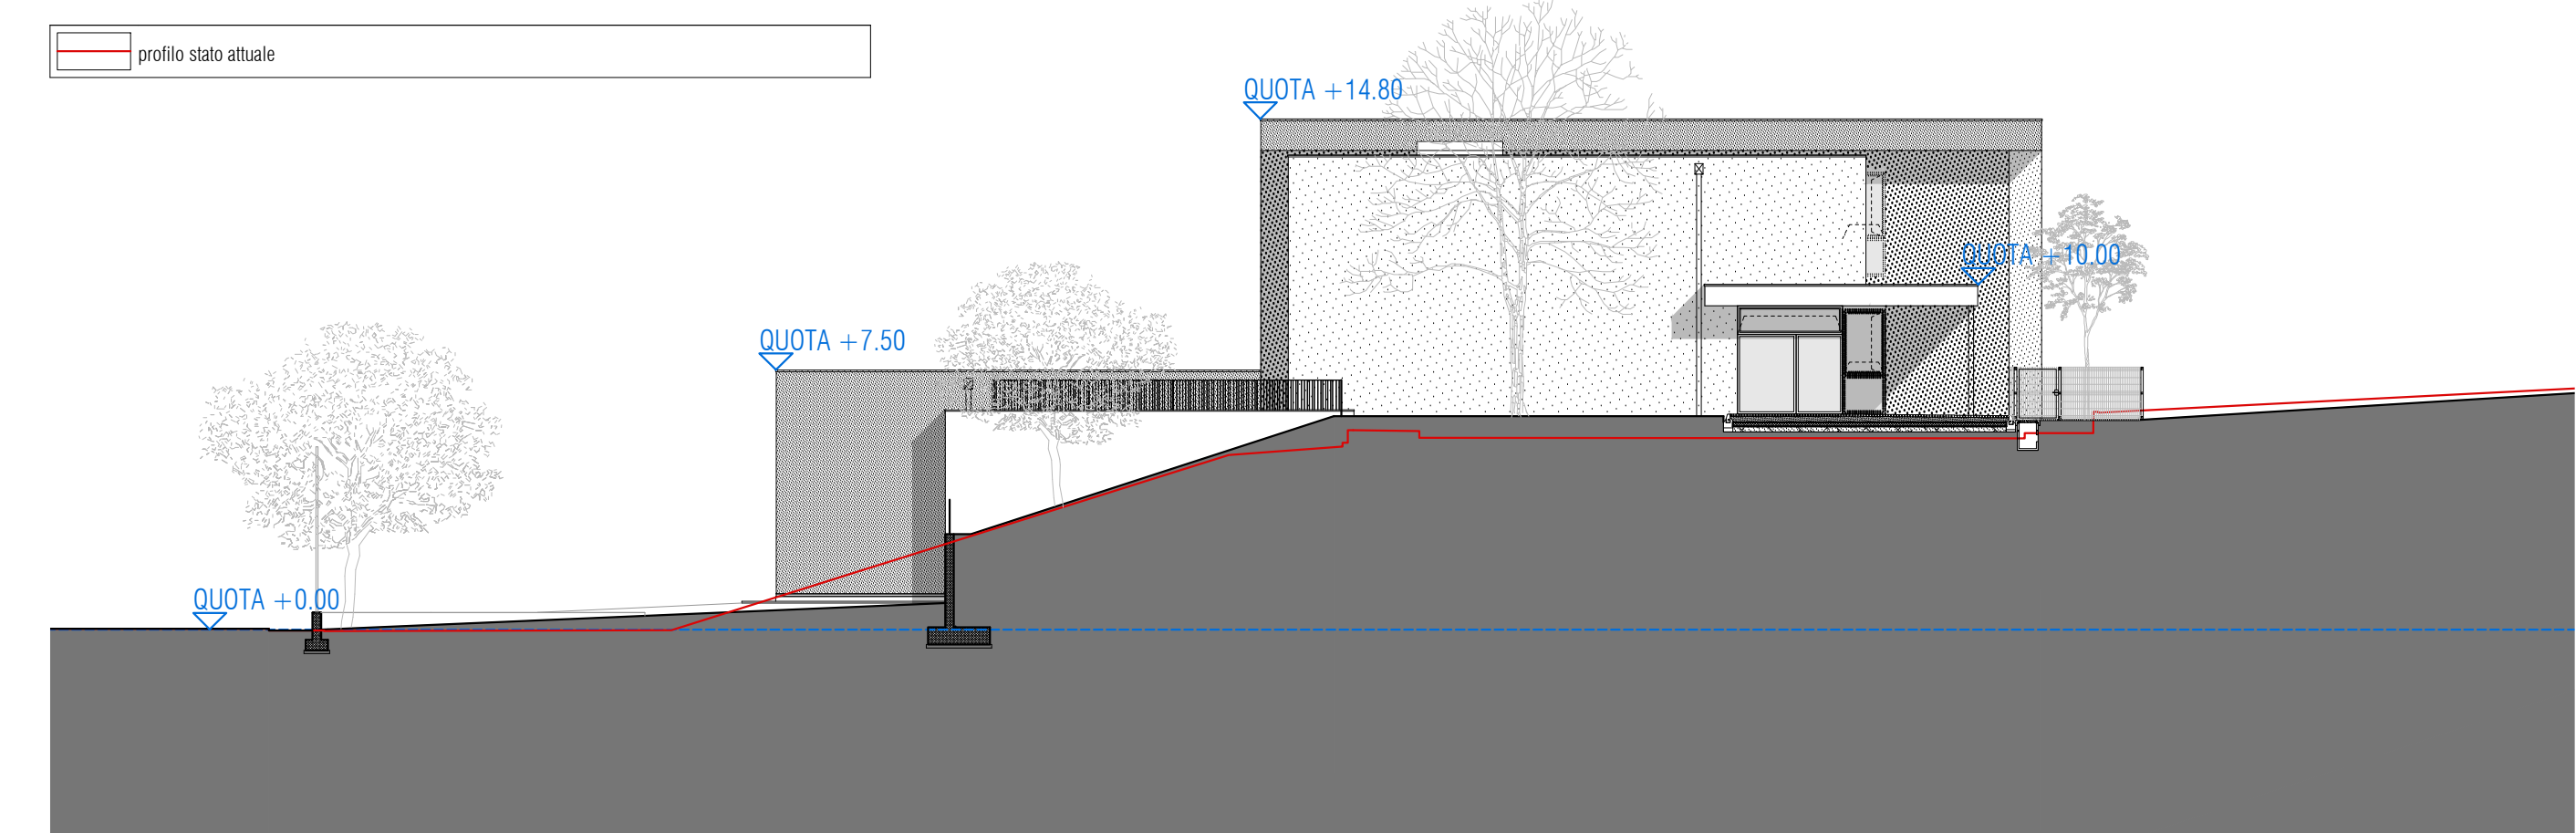 profilo stato attuale
QUOTA +14.80
QUOTA +10.00
QUOTA +7.50
QUOTA +0.00